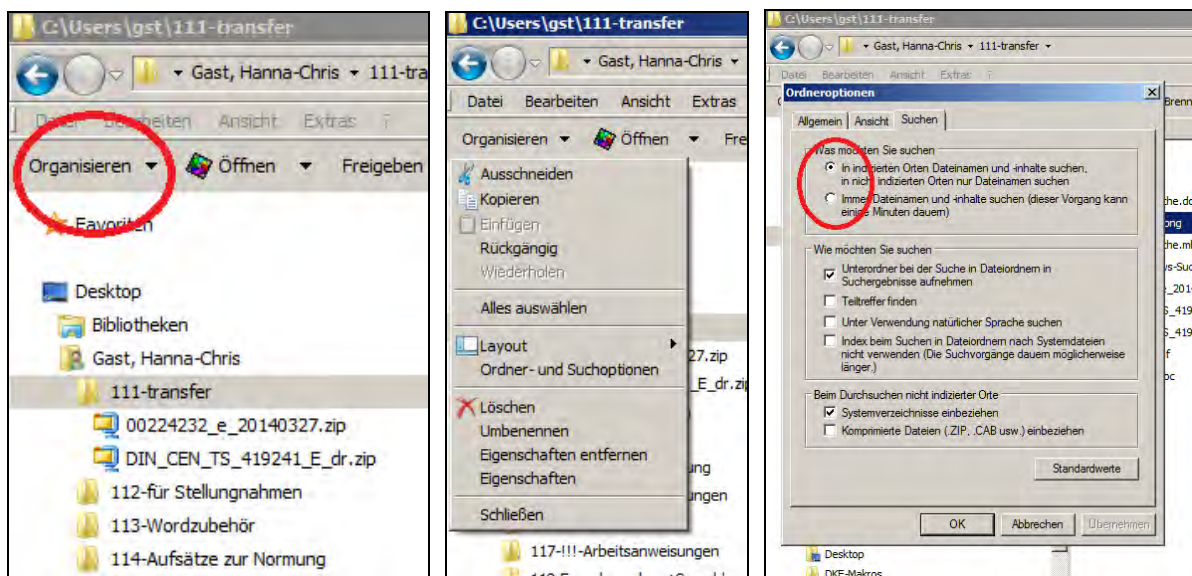 C:\Users\gst\111-transfer
Gast, Hanna-Chris 111-tra
Datei Bearbeiten Ansicht Extras ?
Organisieren Öffnen Freigeben
Favoriten
Desktop
Bibliotheken
Gast, Hanna-Chris
111-transfer
00224232_e_20140327.zip
DIN_CEN_TS_419241_E_dr.zip
112-für Stellungnahmen
113-Wordzubehör
114-Aufsätze zur Normung
C:\Users\gst\111-transfer
Gast, Hanna-Chris
Datei Bearbeiten Ansicht Extras
Organisieren Öffnen Fre
Ausschneiden
Kopieren
Einfügen
Rückgängig
Wiederholen
Alles auswählen
Layout
27.zip
Ordner- und Suchoptionen
_E_dr.zip
Löschen
Umbenennen
Eigenschaften entfernen
ung
Eigenschaften
ungen
Schließen
117-!!!-Arbeitsanweisungen
C:\Users\gst\111-transfer
Gast, Hanna-Chris 111-transfer
Datei Bearbeiten Ansicht Extras ?
Ordneroptionen
Brenn
Allgemein Ansicht Suchen
Was möchten Sie suchen
In indizierten Orten Dateinamen und -inhalte suchen,
in nicht indizierten Orten nur Dateinamen suchen
Immer Dateinamen und -inhalte suchen (dieser Vorgang kann
einige Minuten dauern)
Wie möchten Sie suchen
Unterordner bei der Suche in Dateiordnern in
Suchergebnisse aufnehmen
Teiltreffer finden
Unter Verwendung natürlicher Sprache suchen
Index beim Suchen in Dateiordnern nach Systemdateien
nicht verwenden (Die Suchvorgänge dauern möglicherweise
länger.)
Beim Durchsuchen nicht indizierter Orte
Systemverzeichnisse einbeziehen
Komprimierte Dateien (.ZIP, .CAB usw.) einbeziehen
Standardwerte
OK Abbrechen Übernehmen
Desktop
DKE-Makros